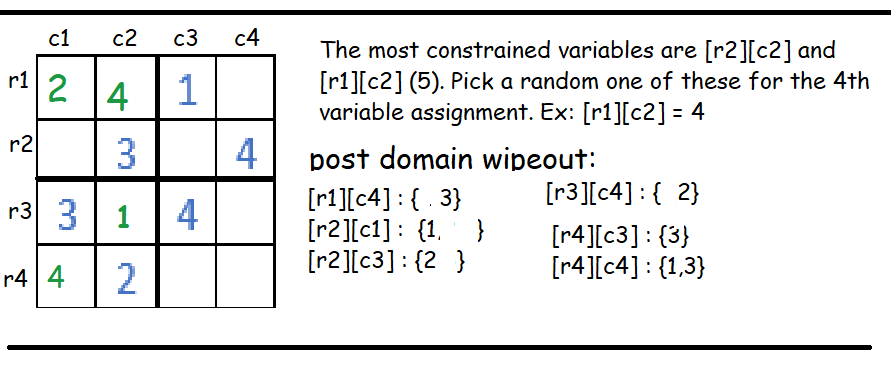 c1 c2 c3 c4
The most constrained variables are [r2][c2] and
[r1][c2] (5). Pick a random one of these for the 4th
variable assignment. Ex: [r1][c2] = 4
r1 2 4 1
r2 3 4
r3 3 1 4
r4 4 2
post domain wipeout:
[r1][c4] : { . 3}
[r2][c1] : {1, }
[r2][c3] : {2 }
[r3][c4] : { 2}
[r4][c3] : {3}
[r4][c4] : {1,3}